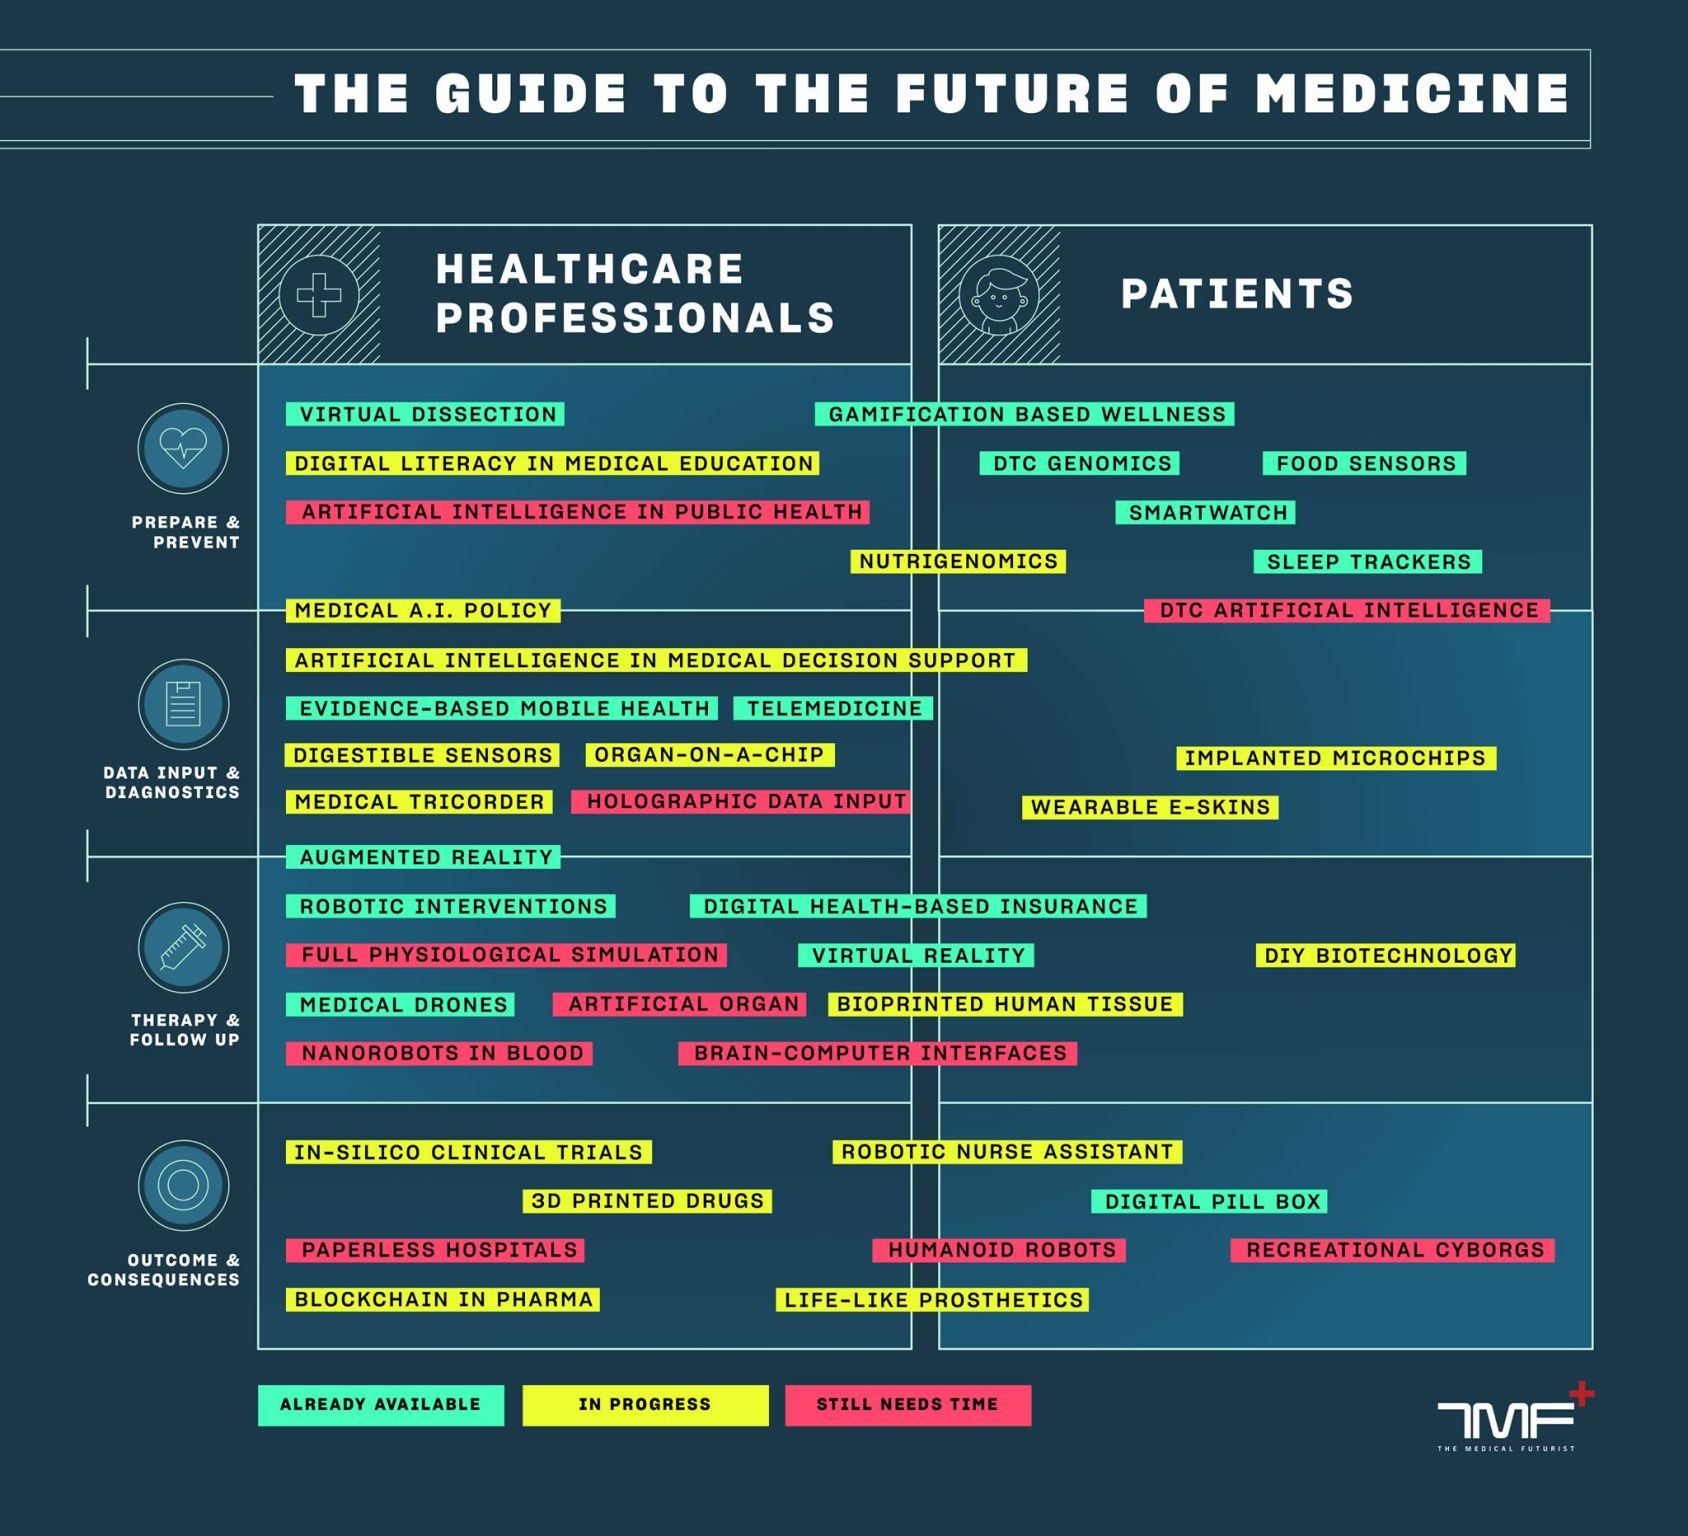 THE GUIDE TO THE FUTURE OF MEDICINE
HEALTHCARE
PROFESSIONALS
PATIENTS
PREPARE &
PREVENT
VIRTUAL DISSECTION
GAMIFICATION BASED WELLNESS
DIGITAL LITERACY IN MEDICAL EDUCATION
DTC GENOMICS
FOOD SENSORS
ARTIFICIAL INTELLIGENCE IN PUBLIC HEALTH
SMARTWATCH
NUTRIGENOMICS
SLEEP TRACKERS
MEDICAL A.I. POLICY
DTC ARTIFICIAL INTELLIGENCE
DATA INPUT &
DIAGNOSTICS
ARTIFICIAL INTELLIGENCE IN MEDICAL DECISION SUPPORT
EVIDENCE-BASED MOBILE HEALTH
TELEMEDICINE
DIGESTIBLE SENSORS
ORGAN-ON-A-CHIP
IMPLANTED MICROCHIPS
MEDICAL TRICORDER
HOLOGRAPHIC DATA INPUT
WEARABLE E-SKINS
AUGMENTED REALITY
THERAPY &
FOLLOW UP
ROBOTIC INTERVENTIONS
DIGITAL HEALTH-BASED INSURANCE
FULL PHYSIOLOGICAL SIMULATION
VIRTUAL REALITY
DIY BIOTECHNOLOGY
MEDICAL DRONES
ARTIFICIAL ORGAN
BIOPRINTED HUMAN TISSUE
NANOROBOTS IN BLOOD
BRAIN-COMPUTER INTERFACES
OUTCOME &
CONSEQUENCES
IN-SILICO CLINICAL TRIALS
ROBOTIC NURSE ASSISTANT
3D PRINTED DRUGS
DIGITAL PILL BOX
PAPERLESS HOSPITALS
HUMANOID ROBOTS
RECREATIONAL CYBORGS
BLOCKCHAIN IN PHARMA
LIFE-LIKE PROSTHETICS
ALREADY AVAILABLE
IN PROGRESS
STILL NEEDS TIME
TMF
THE MEDICAL FUTURIST